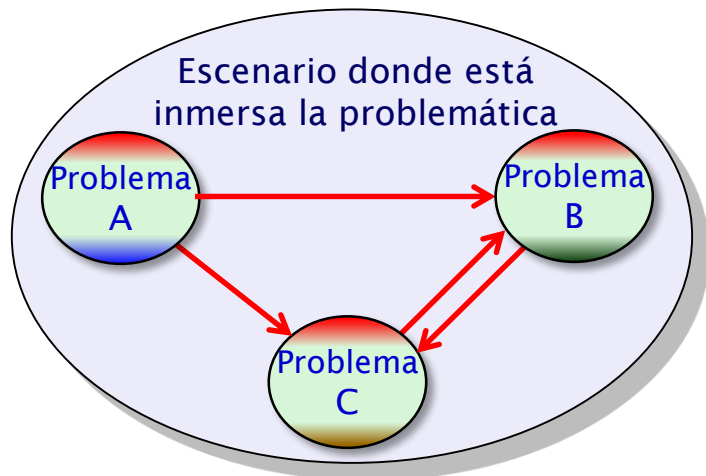 Escenario donde está
inmersa la problemática
Problema
A
Problema
B
Problema
C